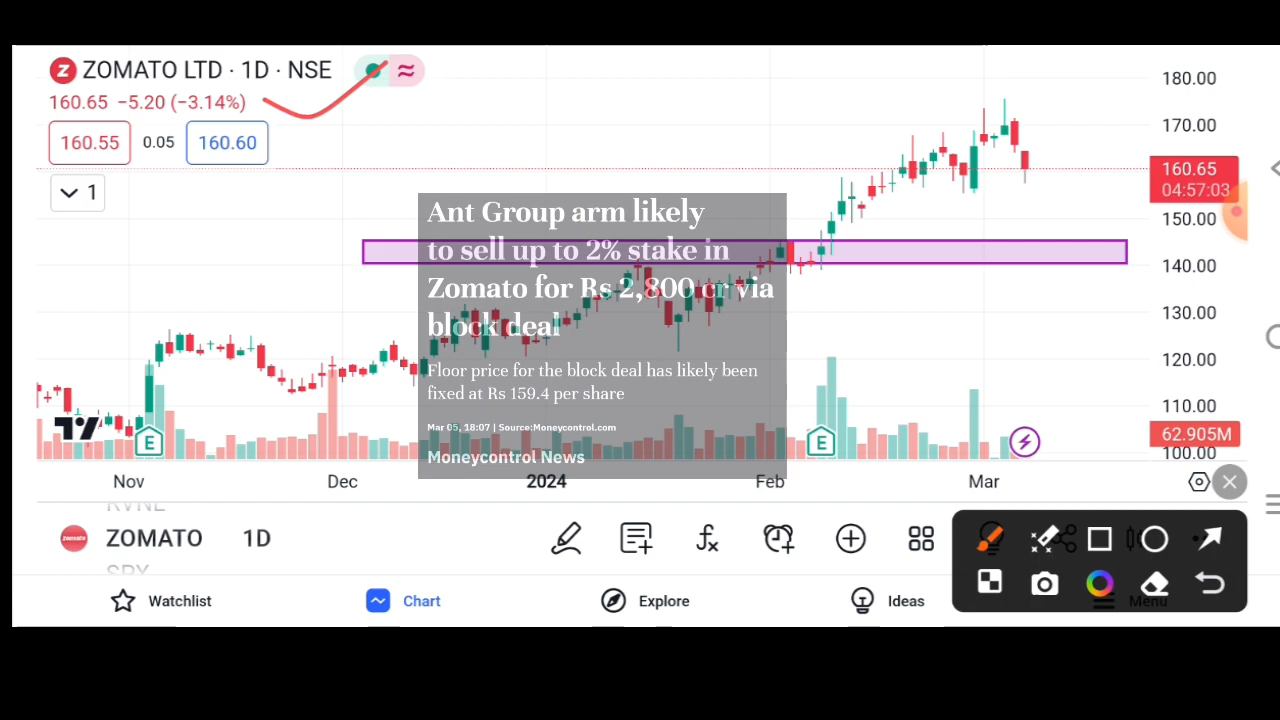 ZOMATO LTD · 1D · NSE
160.65 −5.20 (−3.14%)
160.55 0.05 160.60
1
180.00
170.00
160.65
04:57:03
150.00
140.00
130.00
120.00
110.00
62.905M
100.00
Ant Group arm likely
to sell up to 2% stake in
Zomato for Rs 2,800 cr via
block deal
Floor price for the block deal has likely been
fixed at Rs 159.4 per share
Mar 05, 18:07 | Source:Moneycontrol.com
Moneycontrol News
E E
Nov Dec 2024 Feb Mar
RVNL
zomato ZOMATO 1D
SPY
Watchlist Chart Explore Ideas Menu